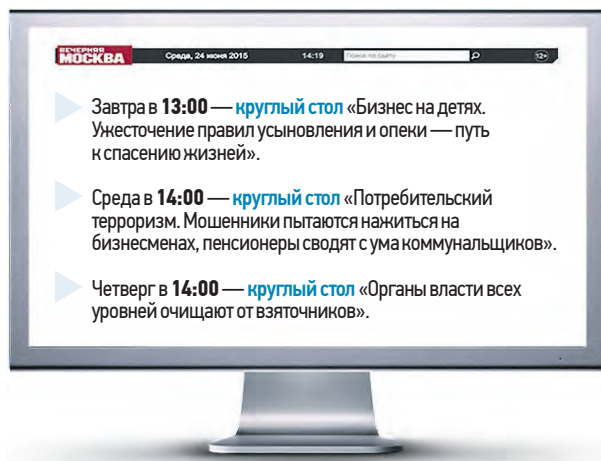 ВЕЧЕРНЯЯ
МОСКВА
Среда, 24 июня 2015
14:19
Поиск по сайту
12+
Завтра в 13:00 — круглый стол «Бизнес на детях.
Ужесточение правил усыновления и опеки — путь
к спасению жизней».
Среда в 14:00 — круглый стол «Потребительский
терроризм. Мошенники пытаются нажиться на
бизнесменах, пенсионеры сводят с ума коммунальщиков».
Четверг в 14:00 — круглый стол «Органы власти всех
уровней очищают от взяточников».